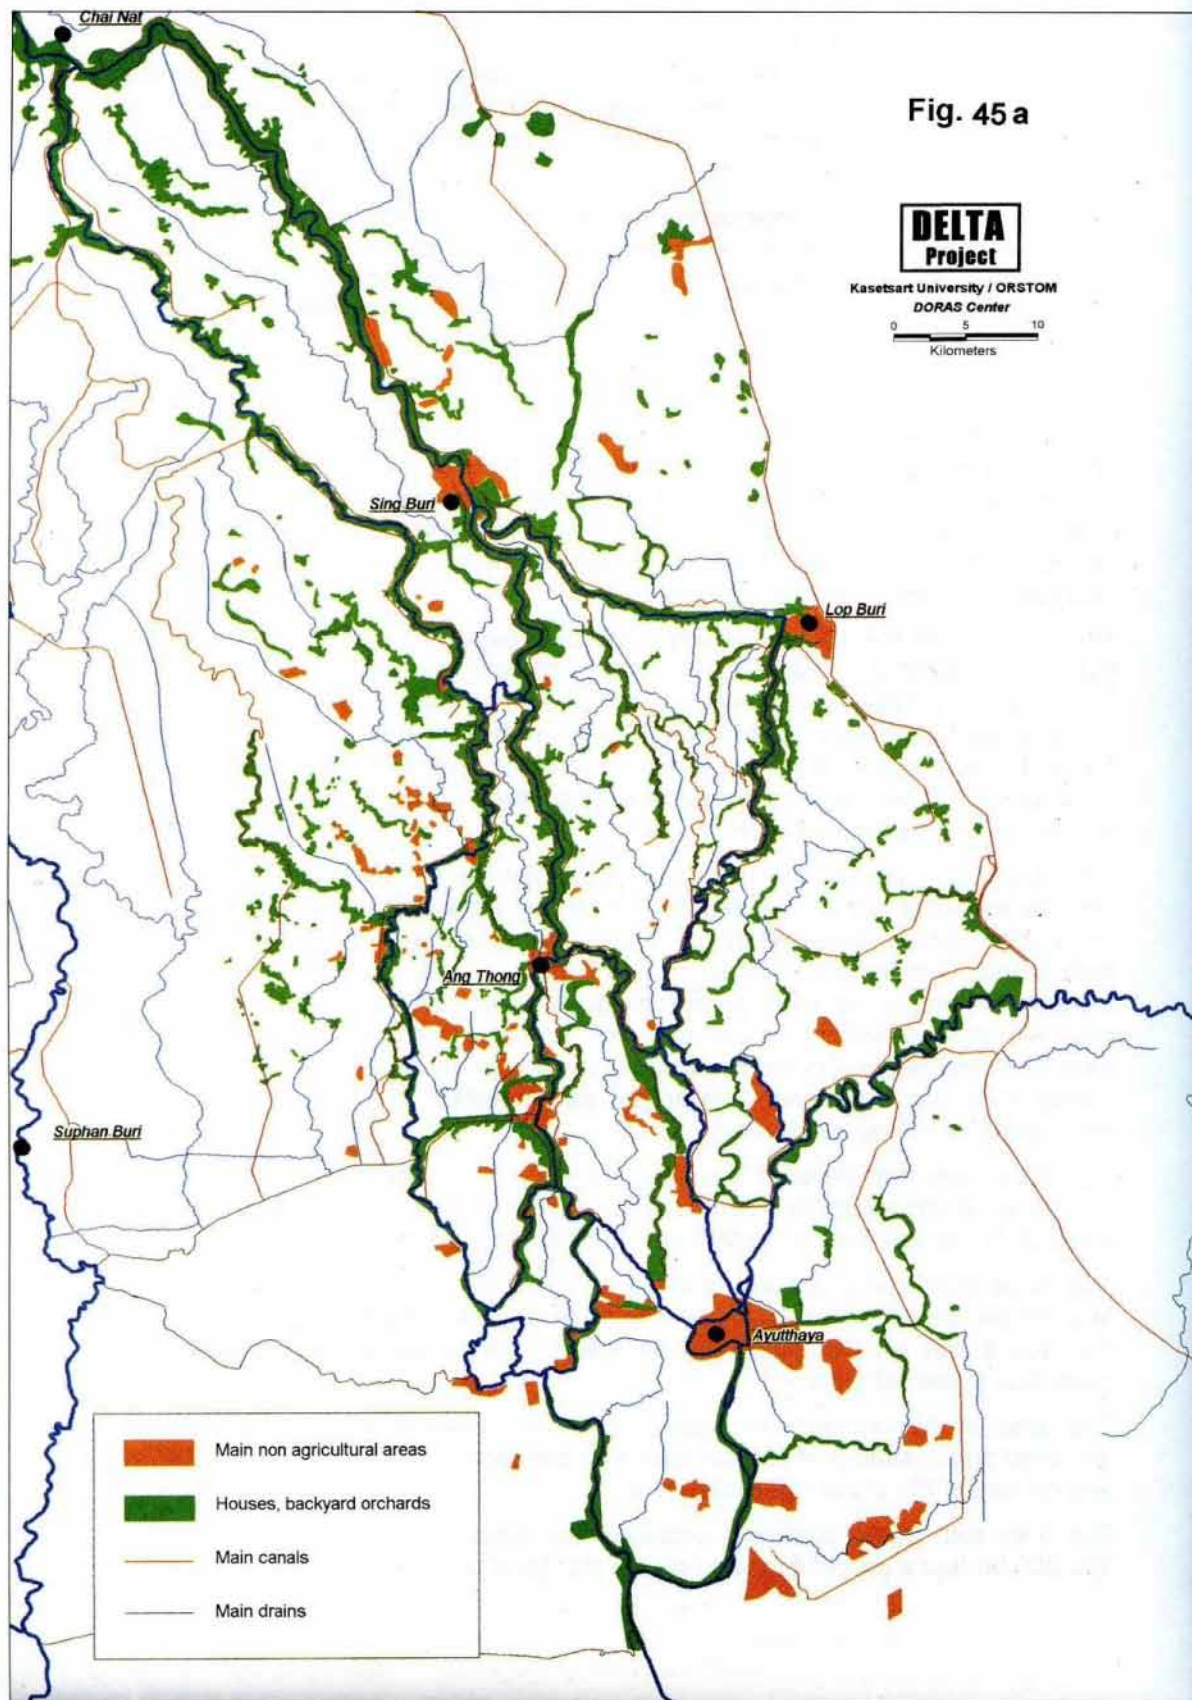 Chai Nat
Fig. 45 a
DELTA
Project
Kasetsart University / ORSTOM
DORAS Center
0 5 10
Kilometers
Sing Buri
Lop Buri
Ang Thong
Suphan Buri
Ayutthaya
Main non agricultural areas
Houses, backyard orchards
Main canals
Main drains